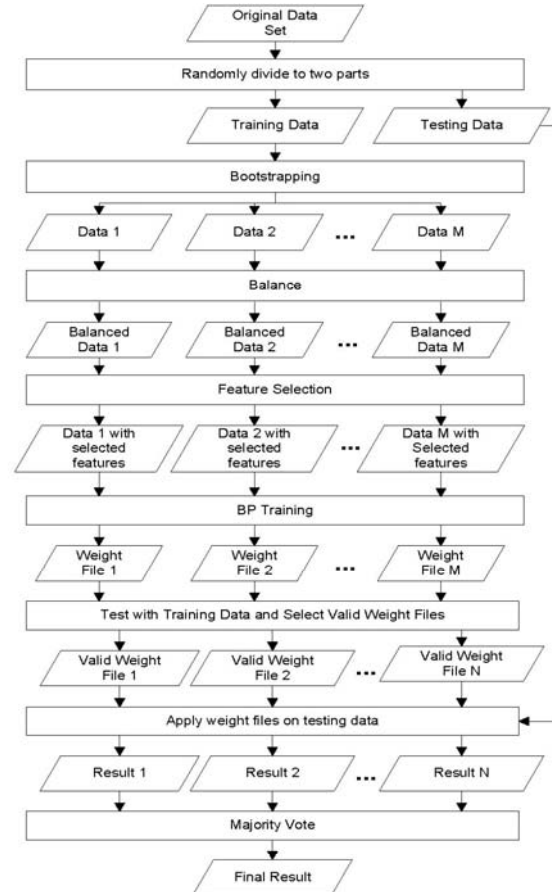 Original Data
Set
Randomly divide to two parts
Training Data
Testing Data
Bootstrapping
Data 1
Data 2
...
Data M
Balance
Balanced
Data 1
Balanced
Data 2
...
Balanced
Data M
Feature Selection
Data 1 with
selected
features
Data 2 with
selected
features
...
Data M with
Selected
features
BP Training
Weight
File 1
Weight
File 2
...
Weight
File M
Test with Training Data and Select Valid Weight Files
Valid Weight
File 1
Valid Weight
File 2
...
Valid Weight
File N
Apply weight files on testing data
Result 1
Result 2
...
Result N
Majority Vote
Final Result